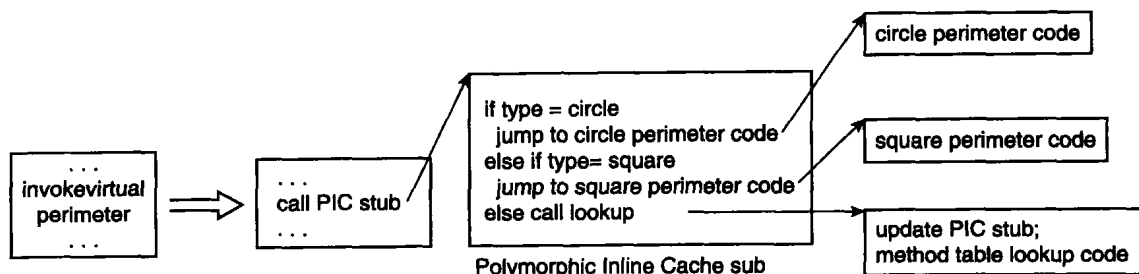 . . .
invokevirtual
perimeter
. . .
. . .
call PIC stub
. . .
if type = circle
jump to circle perimeter code
else if type= square
jump to square perimeter code
else call lookup
Polymorphic Inline Cache sub
circle perimeter code
square perimeter code
update PIC stub;
method table lookup code